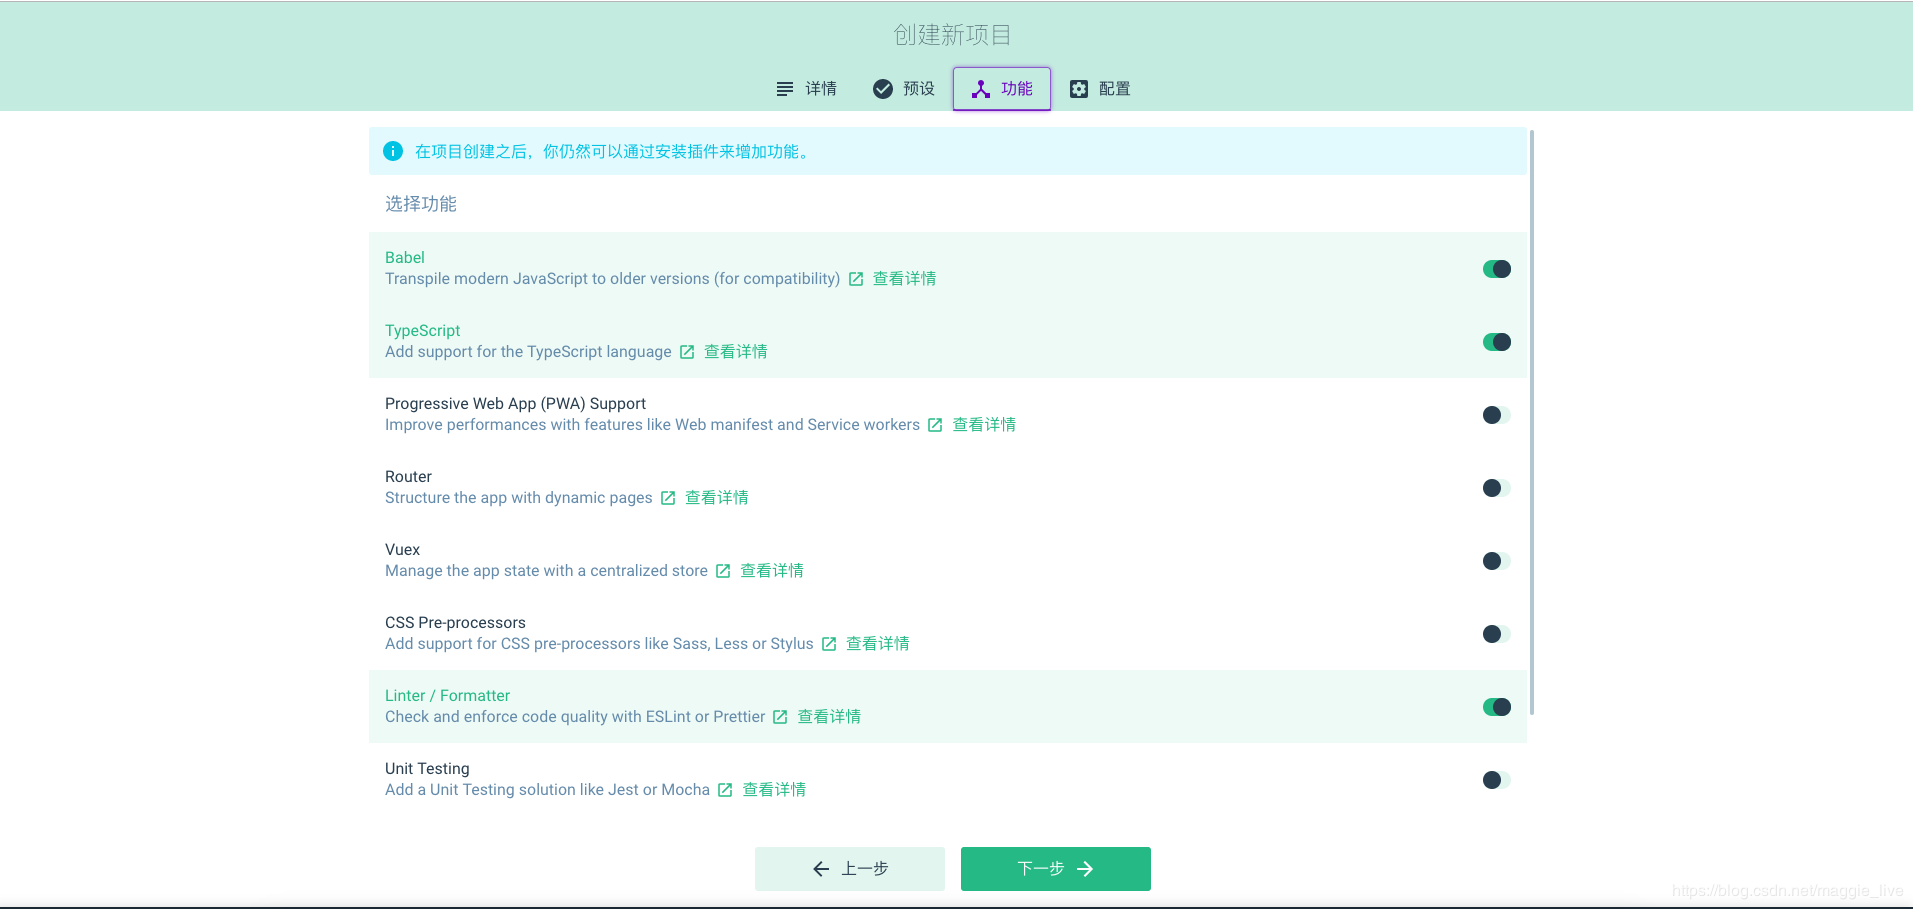 创建新项目
详情 预设 功能 配置
在项目创建之后，你仍然可以通过安装插件来增加功能。
选择功能
Babel
Transpile modern JavaScript to older versions (for compatibility) 查看详情
TypeScript
Add support for the TypeScript language 查看详情
Progressive Web App (PWA) Support
Improve performances with features like Web manifest and Service workers 查看详情
Router
Structure the app with dynamic pages 查看详情
Vuex
Manage the app state with a centralized store 查看详情
CSS Pre-processors
Add support for CSS pre-processors like Sass, Less or Stylus 查看详情
Linter / Formatter
Check and enforce code quality with ESLint or Prettier 查看详情
Unit Testing
Add a Unit Testing solution like Jest or Mocha 查看详情
上一步 下一步
https://blog.csdn.net/maggie_live